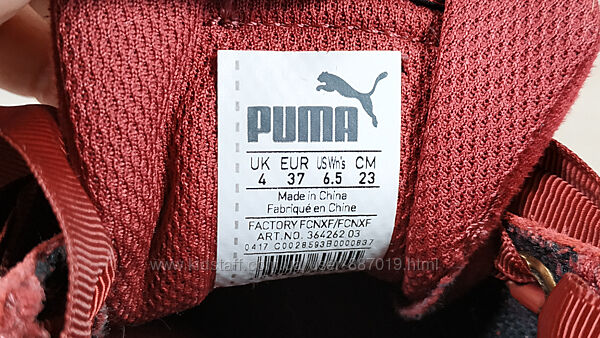 PUMA
UK EUR US Wn's CM
4 37 6.5 23
Made in China
Fabriqué en Chine
FACTORY FCNXF/FCNXF
ART.NO. 364262 03
0417 C0028593B0000837